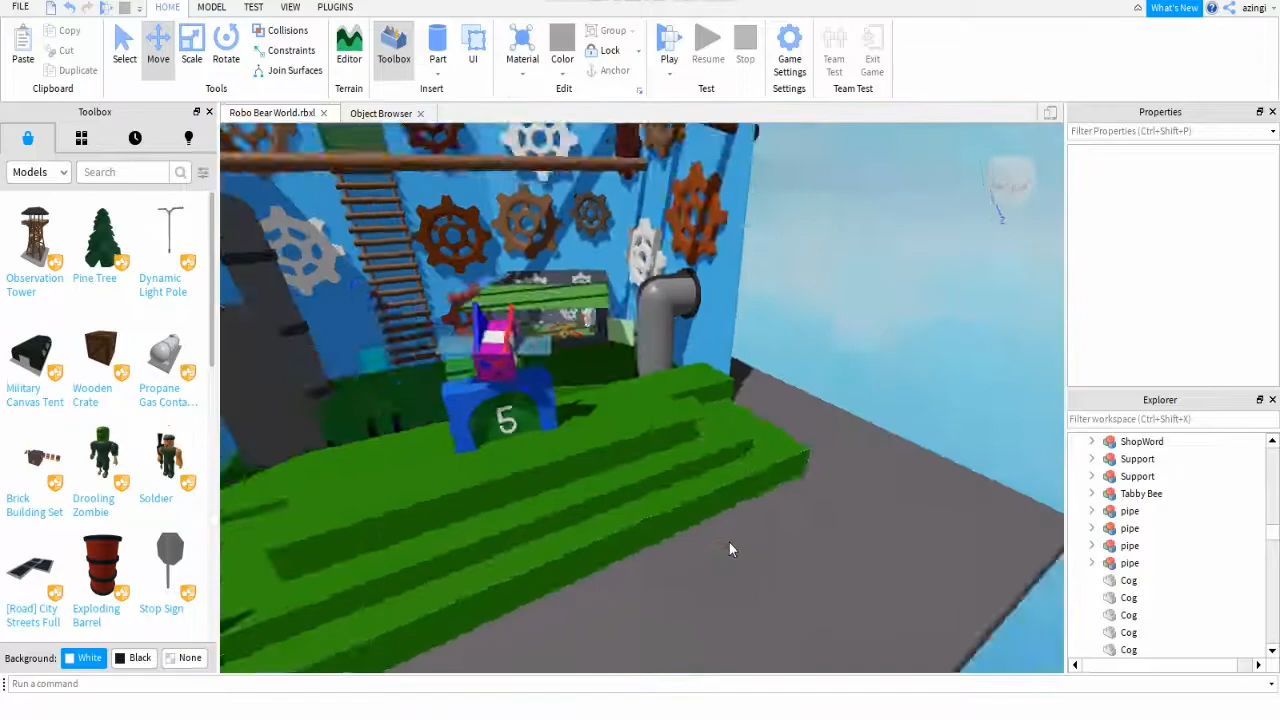 FILE HOME MODEL TEST VIEW PLUGINS What's New azingi
Paste Copy Cut Duplicate Select Move Scale Rotate Collisions Constraints Join Surfaces Editor Toolbox Part UI Material Color Group Lock Anchor Play Resume Stop Game Settings Team Test Exit Game
Clipboard Tools Terrain Insert Edit Test Settings Team Test
Toolbox
Robo Bear World.rbxl Object Browser
Properties
Filter Properties (Ctrl+Shift+P)
Models Search
Observation Tower Pine Tree Dynamic Light Pole
Military Canvas Tent Wooden Crate Propane Gas Conta...
Brick Building Set Drooling Zombie Soldier
[Road] City Streets Full Exploding Barrel Stop Sign
Background: White Black None
5
Z
Explorer
Filter workspace (Ctrl+Shift+X)
ShopWord
Support
Support
Tabby Bee
pipe
pipe
pipe
pipe
Cog
Cog
Cog
Cog
Cog
Run a command